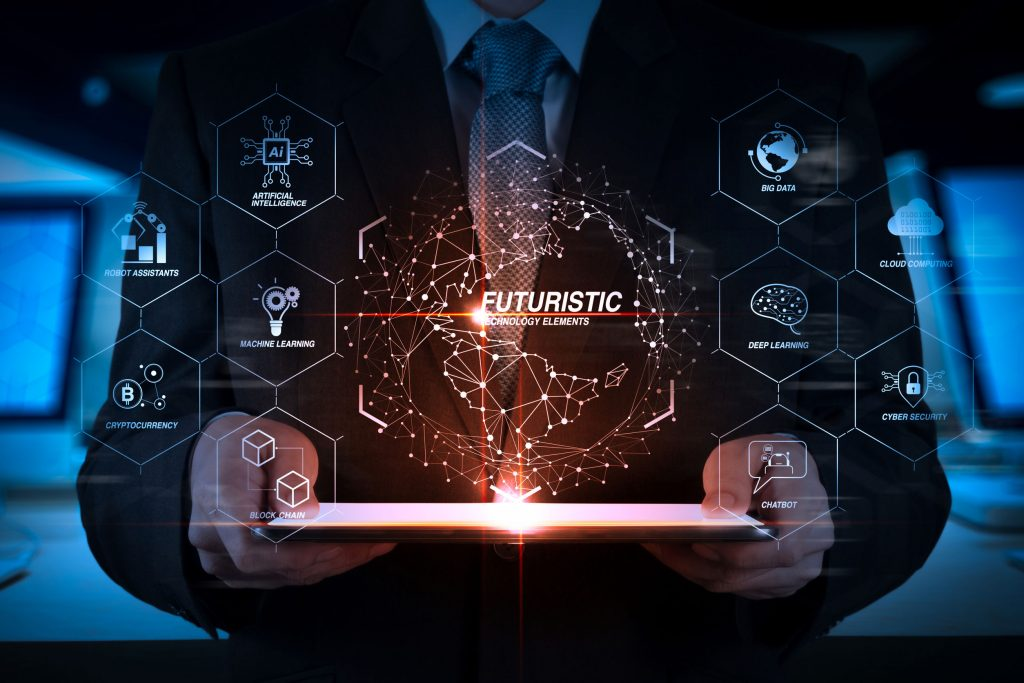 Ai
ARTIFICIAL
INTELLIGENCE
BIG DATA
ROBOT ASSISTANTS
CLOUD COMPUTING
FUTURISTIC
TECHNOLOGY ELEMENTS
MACHINE LEARNING
DEEP LEARNING
B
CRYPTOCURRENCY
CYBER SECURITY
BLOCK CHAIN
CHATBOT